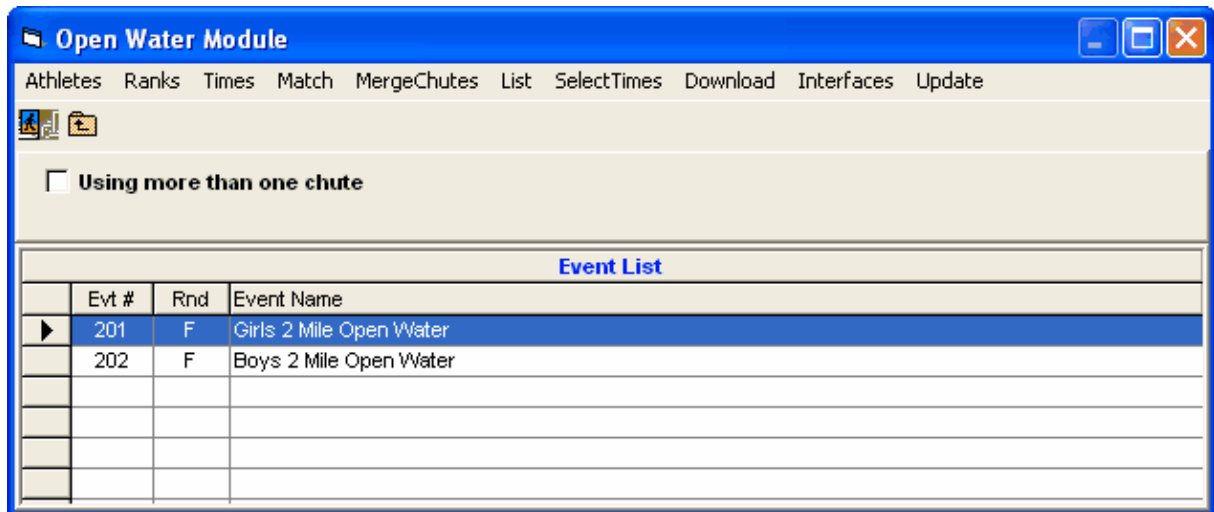 Open Water Module
Athletes Ranks Times Match MergeChutes List SelectTimes Download Interfaces Update
Using more than one chute
Event List
Evt # Rnd Event Name
201 F Girls 2 Mile Open Water
202 F Boys 2 Mile Open Water